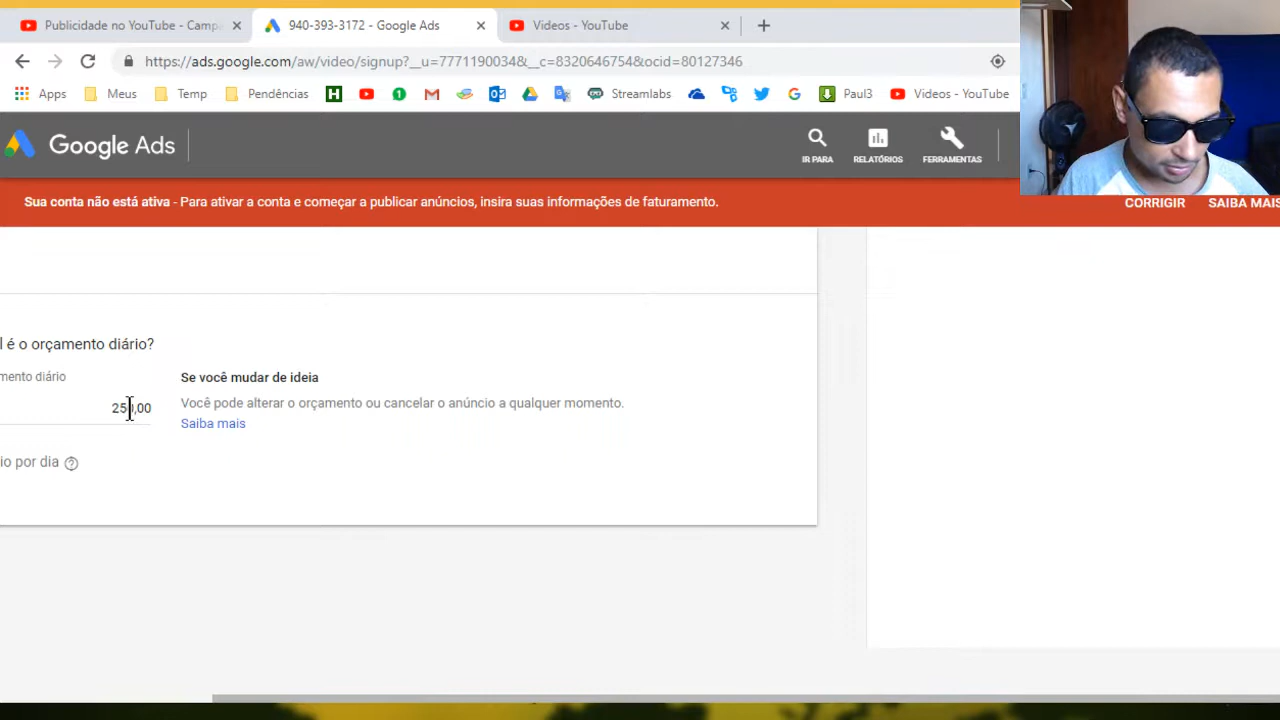 Publicidade no YouTube - Camp
940-393-3172 - Google Ads
Videos - YouTube
https://ads.google.com/aw/video/signup?__u=7771190034&__c=8320646754&ocid=80127346
Apps
Meus
Temp
Pendências
Streamlabs
Paul3
Videos - YouTube
Google Ads
IR PARA
RELATÓRIOS
FERRAMENTAS
Sua conta não está ativa - Para ativar a conta e começar a publicar anúncios, insira suas informações de faturamento.
CORRIGIR
SAIBA MAIS
l é o orçamento diário?
mento diário
250,00
Se você mudar de ideia
Você pode alterar o orçamento ou cancelar o anúncio a qualquer momento.
Saiba mais
io por dia